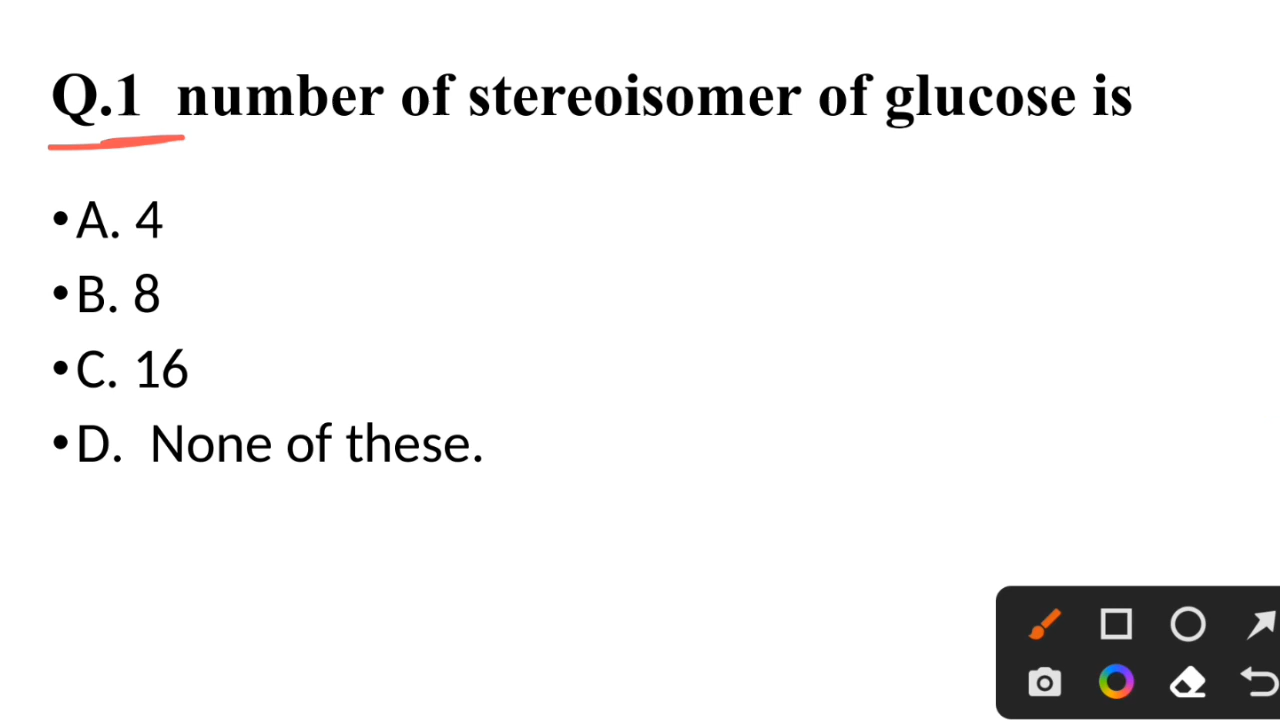 Q.1 number of stereoisomer of glucose is
•A. 4
•B. 8
•C. 16
•D. None of these.